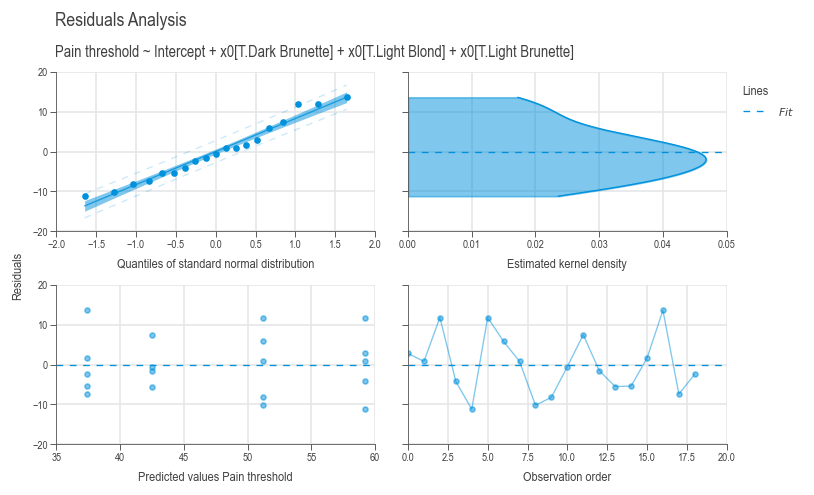 Residuals Analysis
Pain threshold ~ Intercept + x0[T.Dark Brunette] + x0[T.Light Blond] + x0[T.Light Brunette]
20
10
0
−10
−20
−2.0 −1.5 −1.0 −0.5 0.0 0.5 1.0 1.5 2.0
Quantiles of standard normal distribution
0.00 0.01 0.02 0.03 0.04 0.05
Estimated kernel density
Lines
Fit
Residuals
20
10
0
−10
−20
35 40 45 50 55 60
Predicted values Pain threshold
0.0 2.5 5.0 7.5 10.0 12.5 15.0 17.5 20.0
Observation order